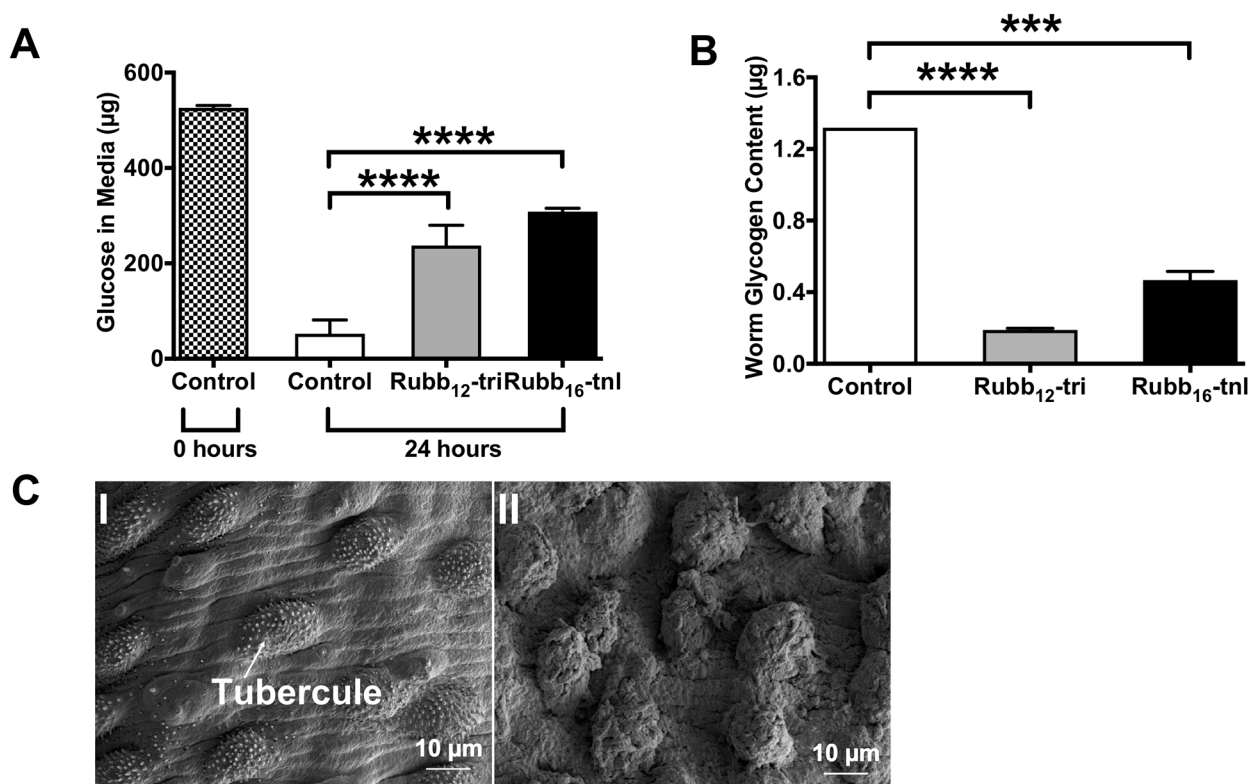 A
Glucose in Media (µg)
600
400
200
0
****
****
Control
Control
Rubb12-tri
Rubb16-tnl
0 hours
24 hours
B
Worm Glycogen Content (µg)
1.6
1.2
0.8
0.4
0.0
***
****
Control
Rubb12-tri
Rubb16-tnl
C
I
Tubercule
10 µm
II
10 µm